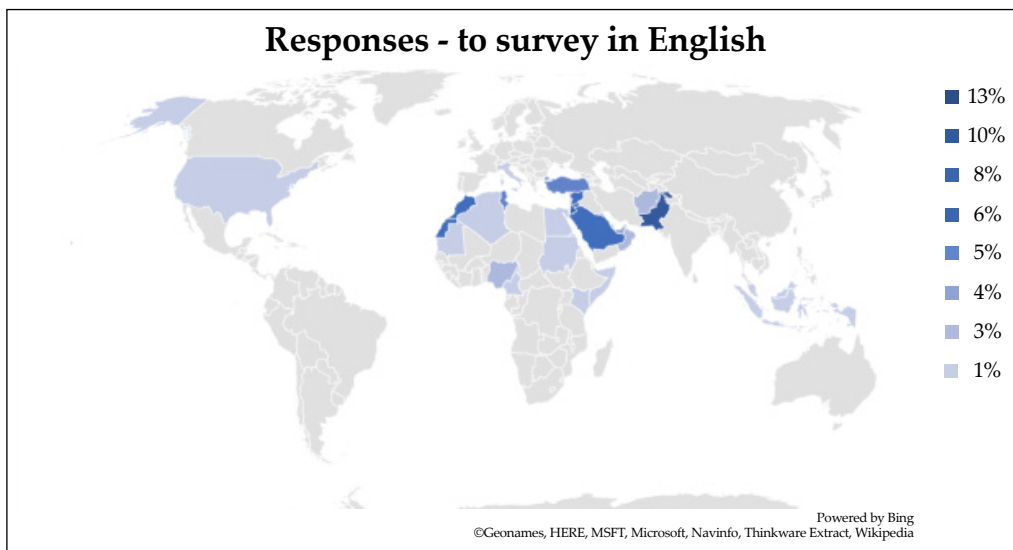 Responses - to survey in English
13%
10%
8%
6%
5%
4%
3%
1%
Powered by Bing
©Geonames, HERE, MSFT, Microsoft, Navinfo, Thinkware Extract, Wikipedia